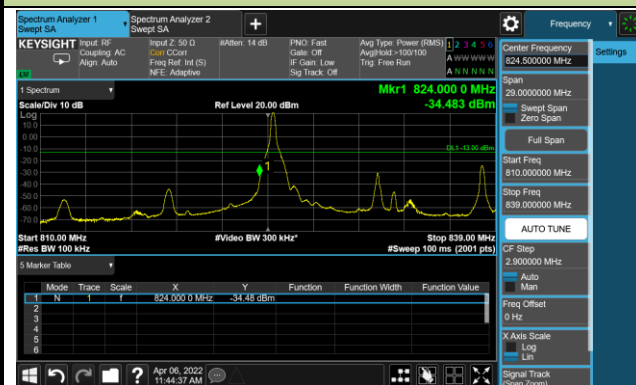 Spectrum Analyzer 1
Swept SA
Spectrum Analyzer 2
Swept SA
+
Frequency
KEYSIGHT
Input: RF
Coupling: AC
Align: Auto
Input Z: 50 Ω
Corr CCorr
Freq Ref: Int (S)
NFE: Adaptive
#Atten: 14 dB
PNO: Fast
Gate: Off
IF Gain: Low
Sig Track: Off
Avg Type: Power (RMS)
Avg|Hold:>100/100
Trig: Free Run
1 2 3 4 5 6
A W W W W W
A N N N N N
LXI
1 Spectrum
Mkr1 824.000 0 MHz
Scale/Div 10 dB
Ref Level 20.00 dBm
-34.483 dBm
Log
10.0
0.00
-10.0
-20.0
-30.0
-40.0
-50.0
-60.0
-70.0
DL1 -13.00 dBm
1
Start 810.00 MHz
#Video BW 300 kHz*
Stop 839.00 MHz
#Res BW 100 kHz
#Sweep 100 ms (2001 pts)
5 Marker Table
Mode Trace Scale X Y Function Function Width Function Value
1 N 1 f 824.000 0 MHz -34.48 dBm
2
3
4
5
6
Apr 06, 2022
11:44:37 AM
Center Frequency
824.500000 MHz
Settings
Span
29.0000000 MHz
Swept Span
Zero Span
Full Span
Start Freq
810.000000 MHz
Stop Freq
839.000000 MHz
AUTO TUNE
CF Step
2.900000 MHz
Auto
Man
Freq Offset
0 Hz
X Axis Scale
Log
Lin
Signal Track
(Span Zoom)